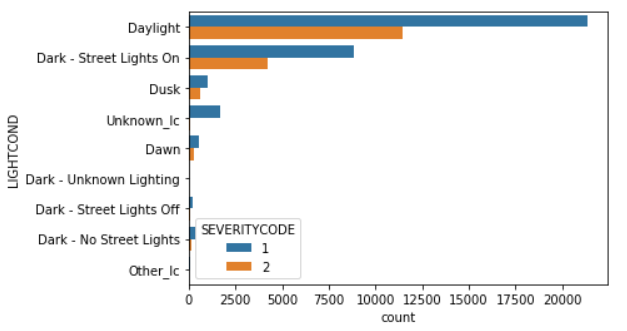 Daylight
Dark - Street Lights On
Dusk
Unknown_lc
Dawn
Dark - Unknown Lighting
Dark - Street Lights Off
Dark - No Street Lights
Other_lc
LIGHTCOND
SEVERITYCODE
1
2
0 2500 5000 7500 10000 12500 15000 17500 20000
count